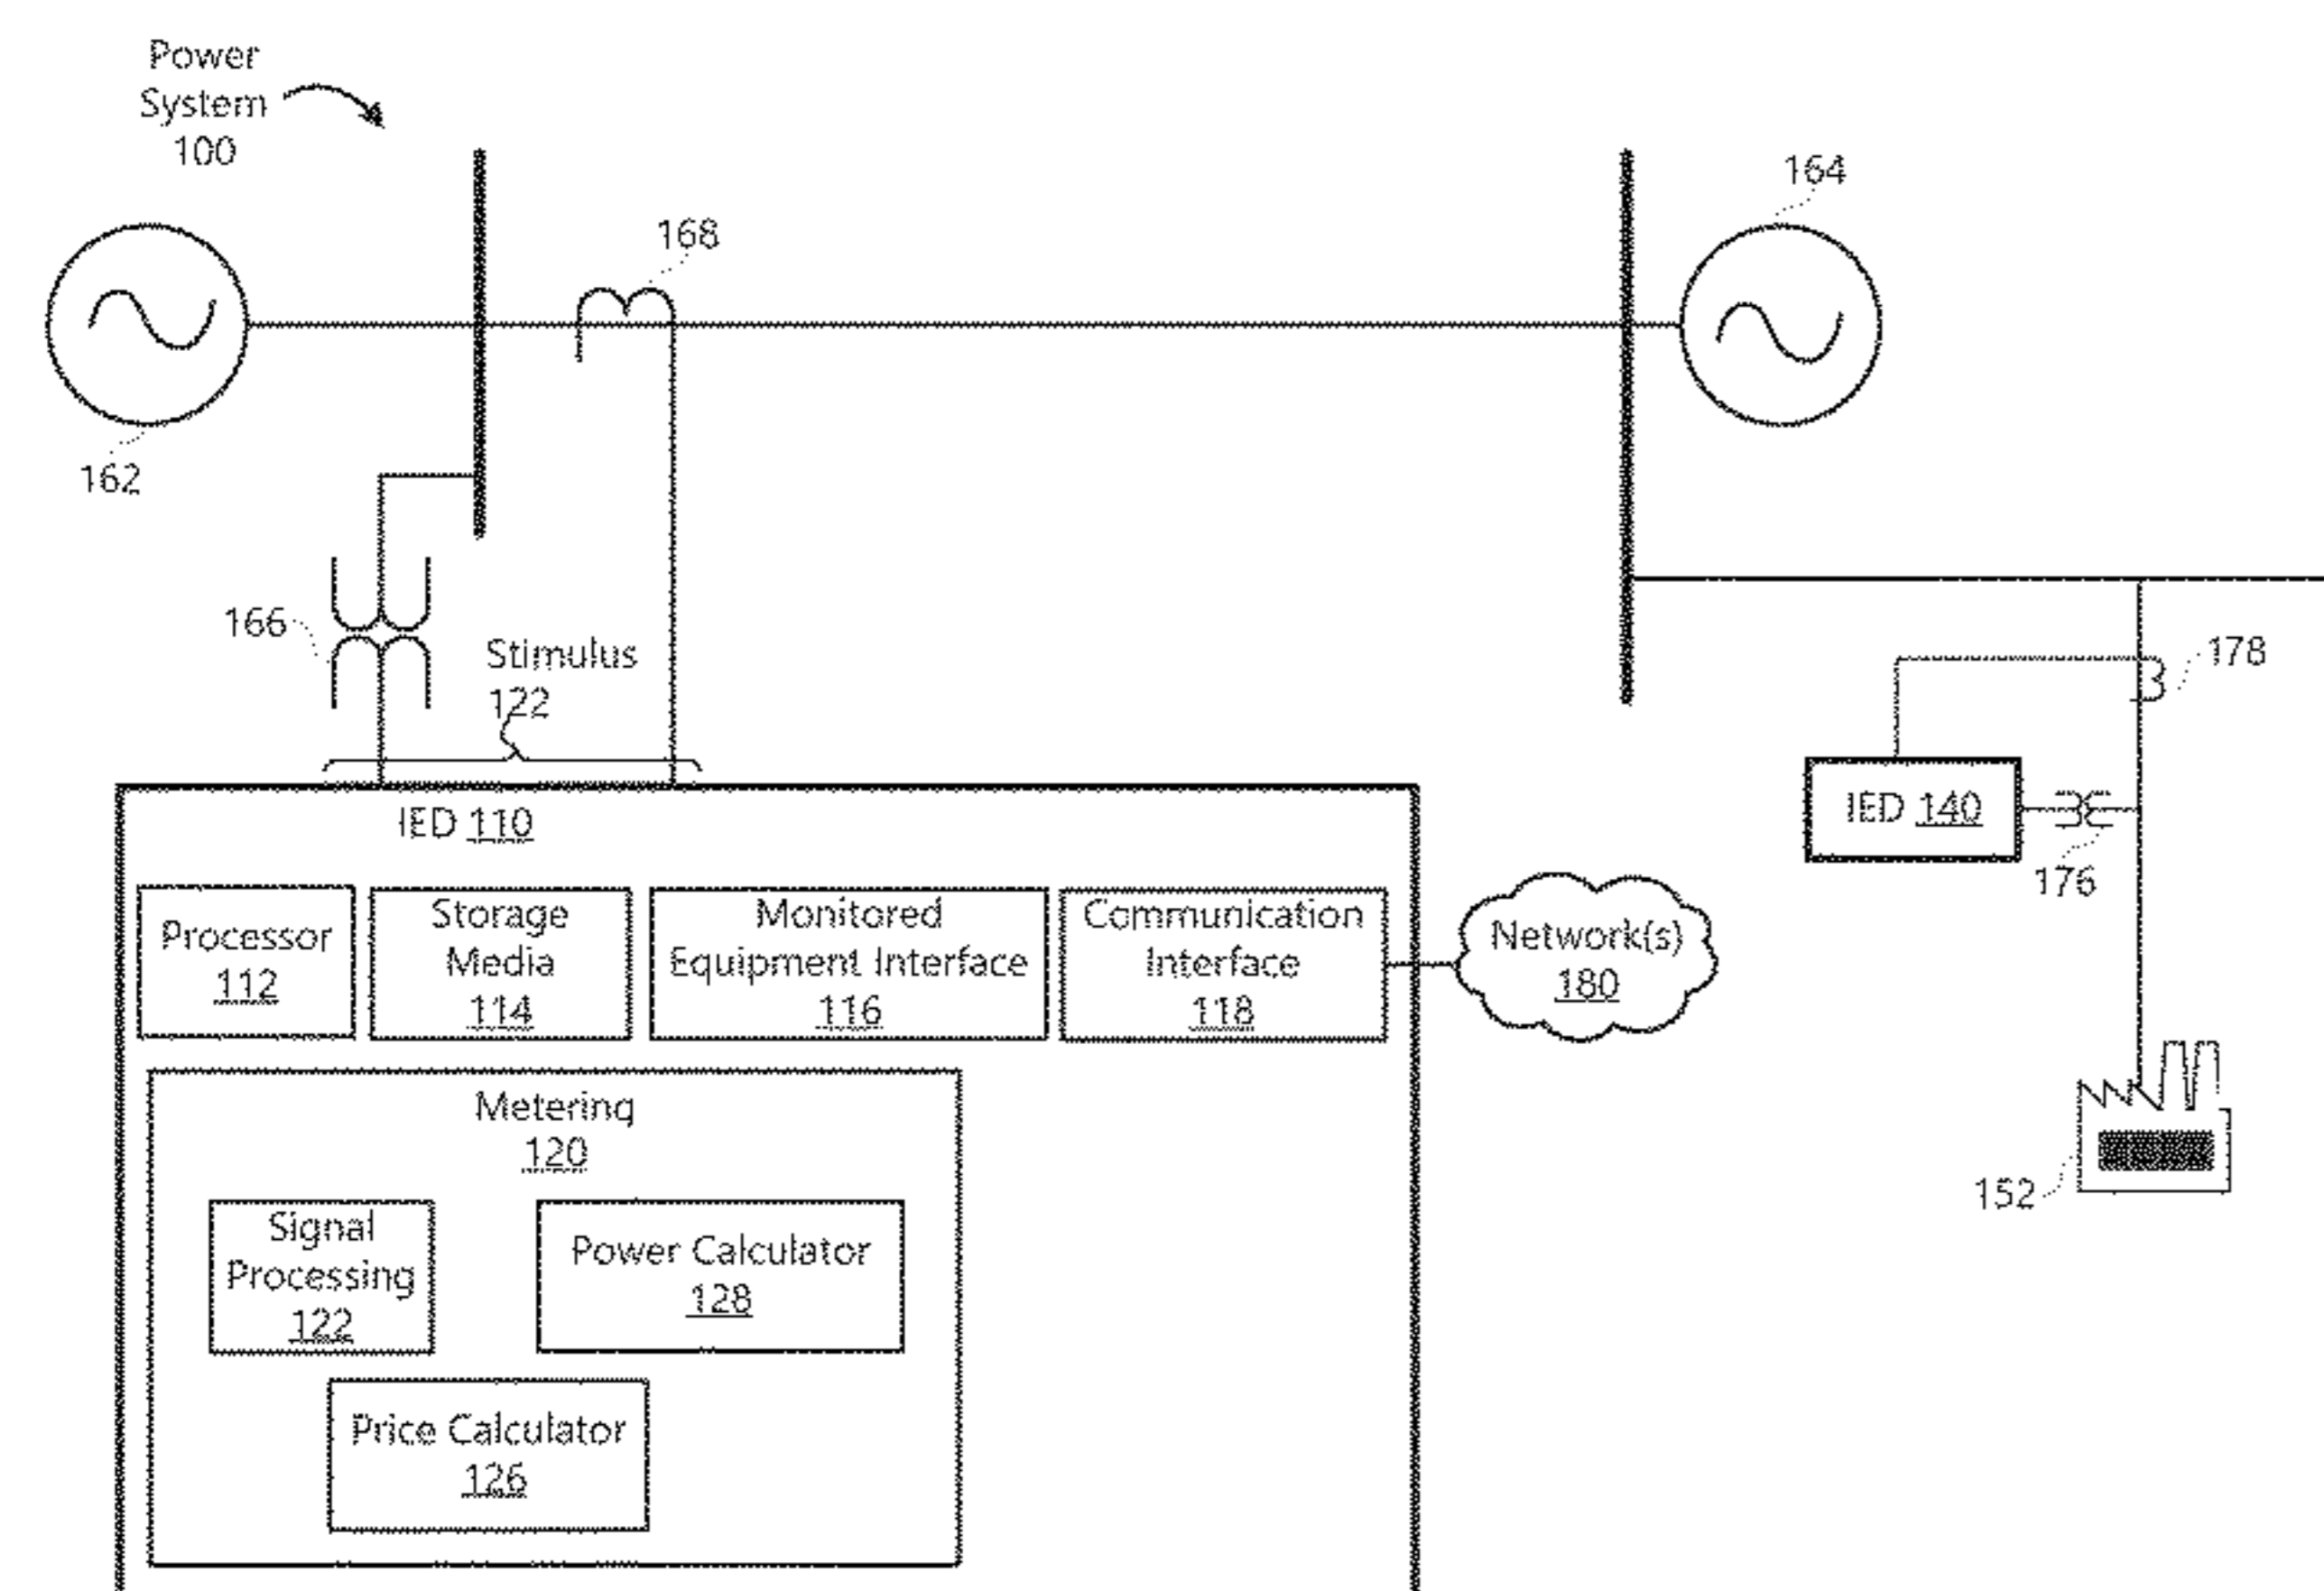 Power
System
100
164
168
162
166
Stimulus
122
178
IED 110
IED 140
176
Processor
112
Storage
Media
114
Monitored
Equipment Interface
116
Communication
Interface
118
Network(s)
180
Metering
120
152
Signal
Processing
122
Power Calculator
128
Price Calculator
126